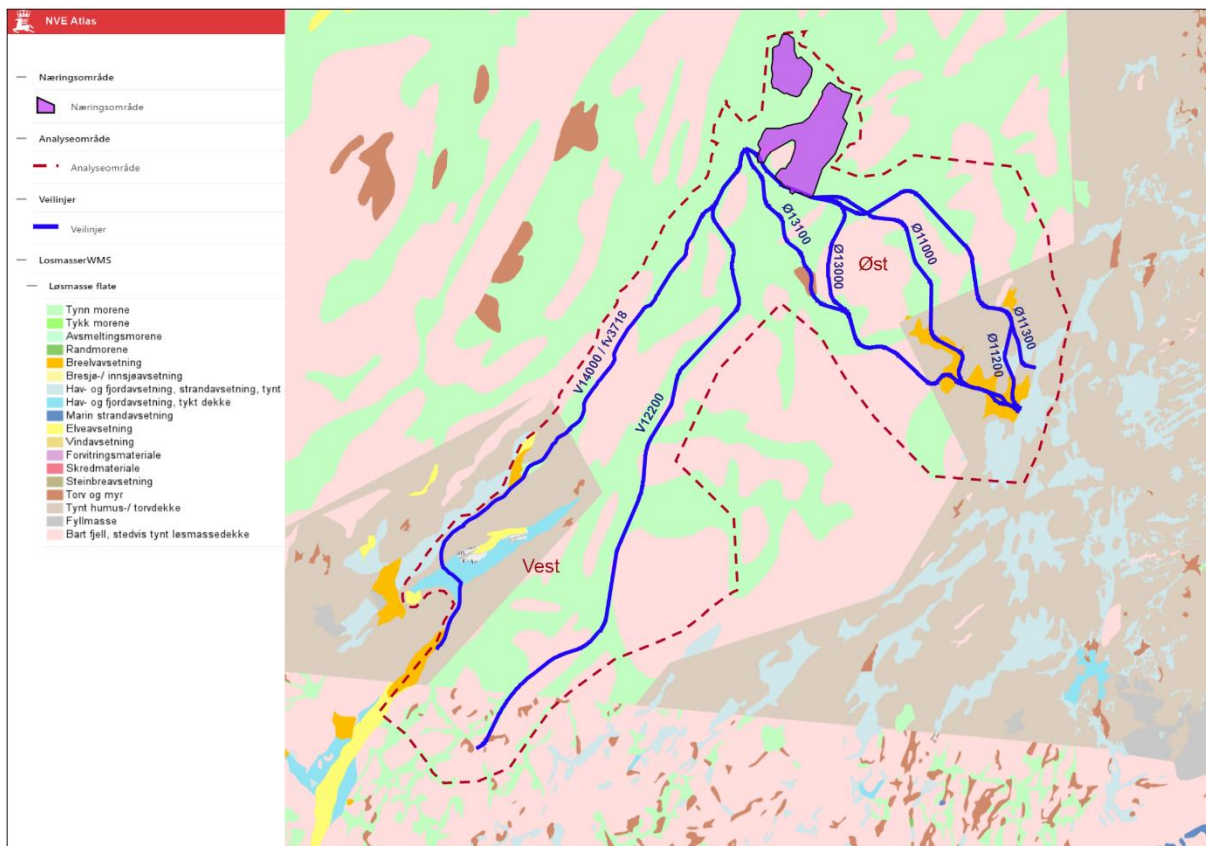 NVE Atlas
Næringsområde
Næringsområde
Analyseområde
Analyseområde
Veilinjer
Veilinjer
LosmasserWMS
Løsmasse flate
Tynn morene
Tykk morene
Avsmeltingsmorene
Randmorene
Breelvavsetning
Bresjø-/ innsjøavsetning
Hav- og fjordavsetning, strandavsetning, tynt
Hav- og fjordavsetning, tykt dekke
Marin strandavsetning
Elveavsetning
Vindavsetning
Forvitringsmateriale
Skredmateriale
Steinbreavsetning
Torv og myr
Tynt humus-/ torvdekke
Fyllmasse
Bart fjell, stedvis tynt løsmassedekke
Ø13100
Ø13000
Ø11000
Øst
Ø11300
Ø11200
V14000 / fv3718
V12200
Vest